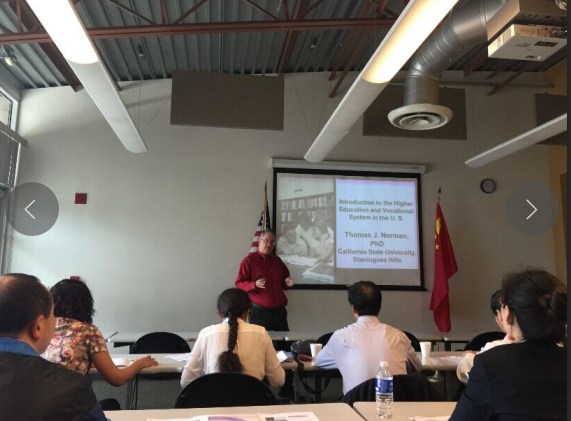 Introduction to the Higher
Education and Vocational
System in the U. S.
Thomas J. Norman,
PhD
California State University,
Dominguez Hills